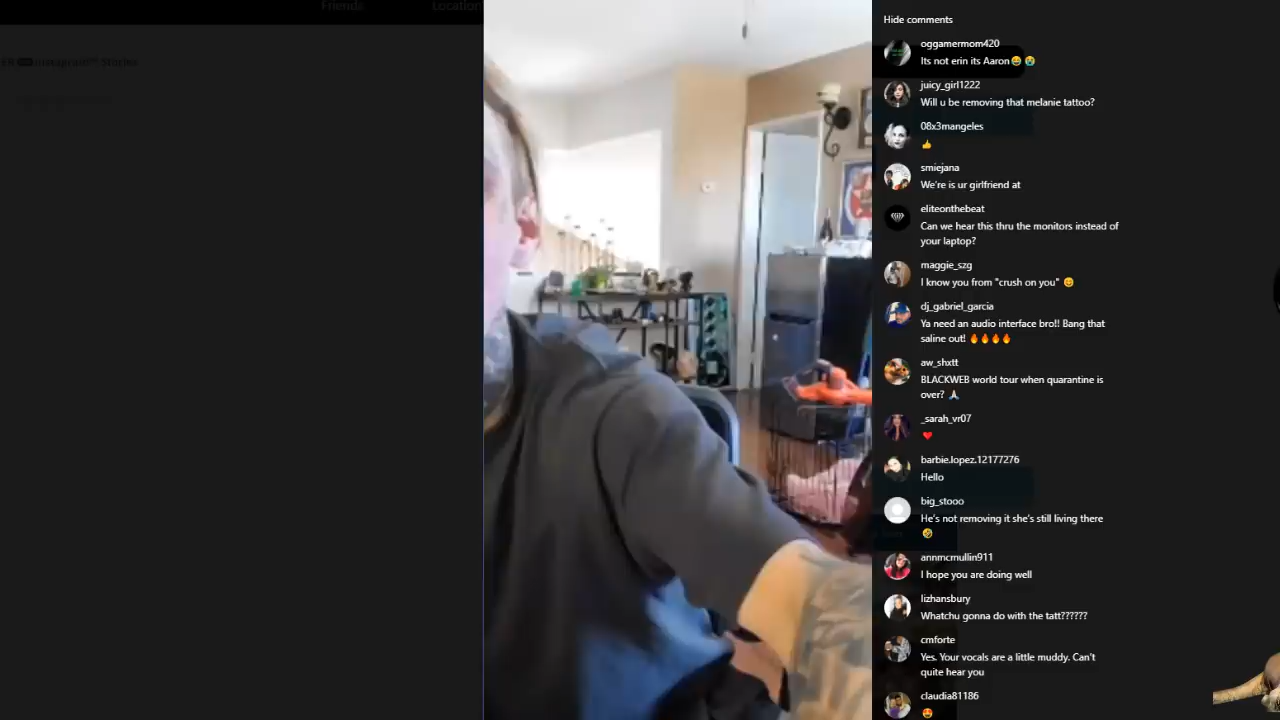 Friends
Location
Hide comments
oggamermom420
Its not erin its Aaron😂😭
juicy_girl1222
Will u be removing that melanie tattoo?
08x3mangeles
👍
smiejana
We're is ur girlfriend at
eliteonthebeat
Can we hear this thru the monitors instead of
your laptop?
maggie_szg
I know you from "crush on you" 😊
dj_gabriel_garcia
Ya need an audio interface bro!! Bang that
saline out! 🔥🔥🔥🔥
aw_shxtt
BLACKWEB world tour when quarantine is
over? 🙏
_sarah_vr07
❤️
barbie.lopez.12177276
Hello
big_stooo
He's not removing it she's still living there
🤣
annmcmullin911
I hope you are doing well
lizhansbury
Whatchu gonna do with the tatt??????
cmforte
Yes. Your vocals are a little muddy. Can't
quite hear you
claudia81186
😍